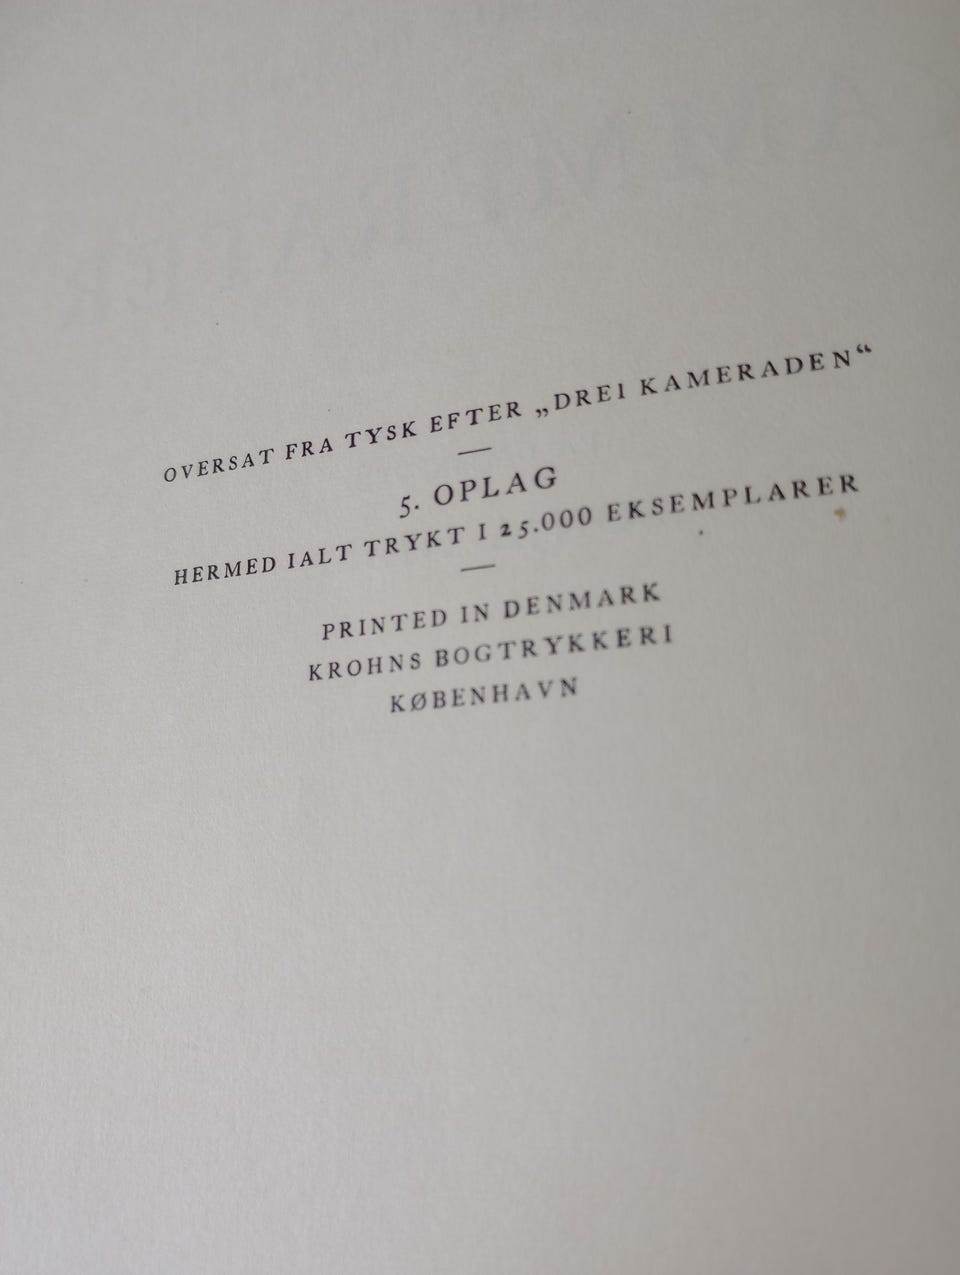 OVERSAT FRA TYSK EFTER „DREI KAMERADEN“
5. OPLAG
HERMED IALT TRYKT I 25.000 EKSEMPLARER
PRINTED IN DENMARK
KROHNS BOGTRYKKERI
KØBENHAVN